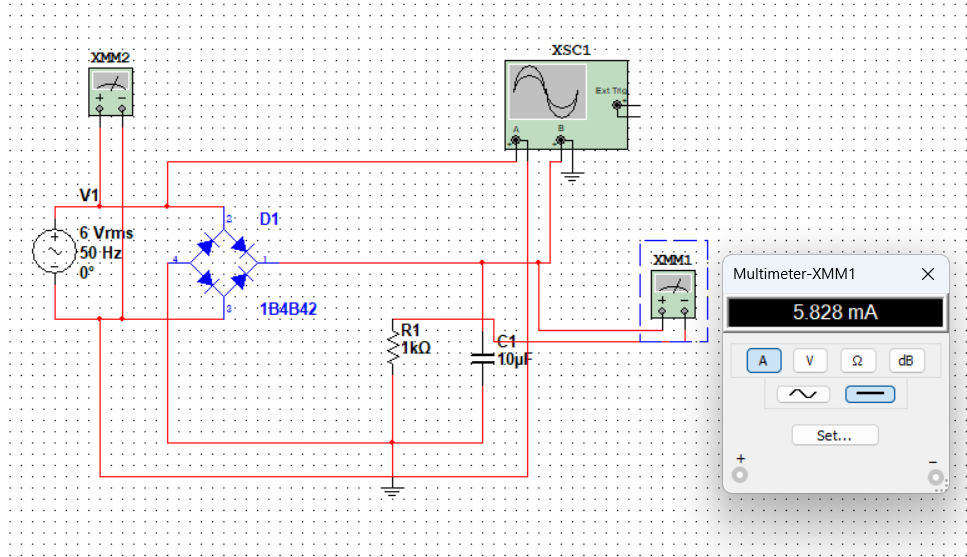 XSC1
XMM2
Ext Trig
+
+ −
A B
+ +
V1
+
6 Vrms
50 Hz
0°
2
D1
4 1
3
1B4B42
XMM1
+ −
R1
1kΩ
C1
10µF
Multimeter-XMM1
5.828 mA
A V Ω dB
Set...
+ −